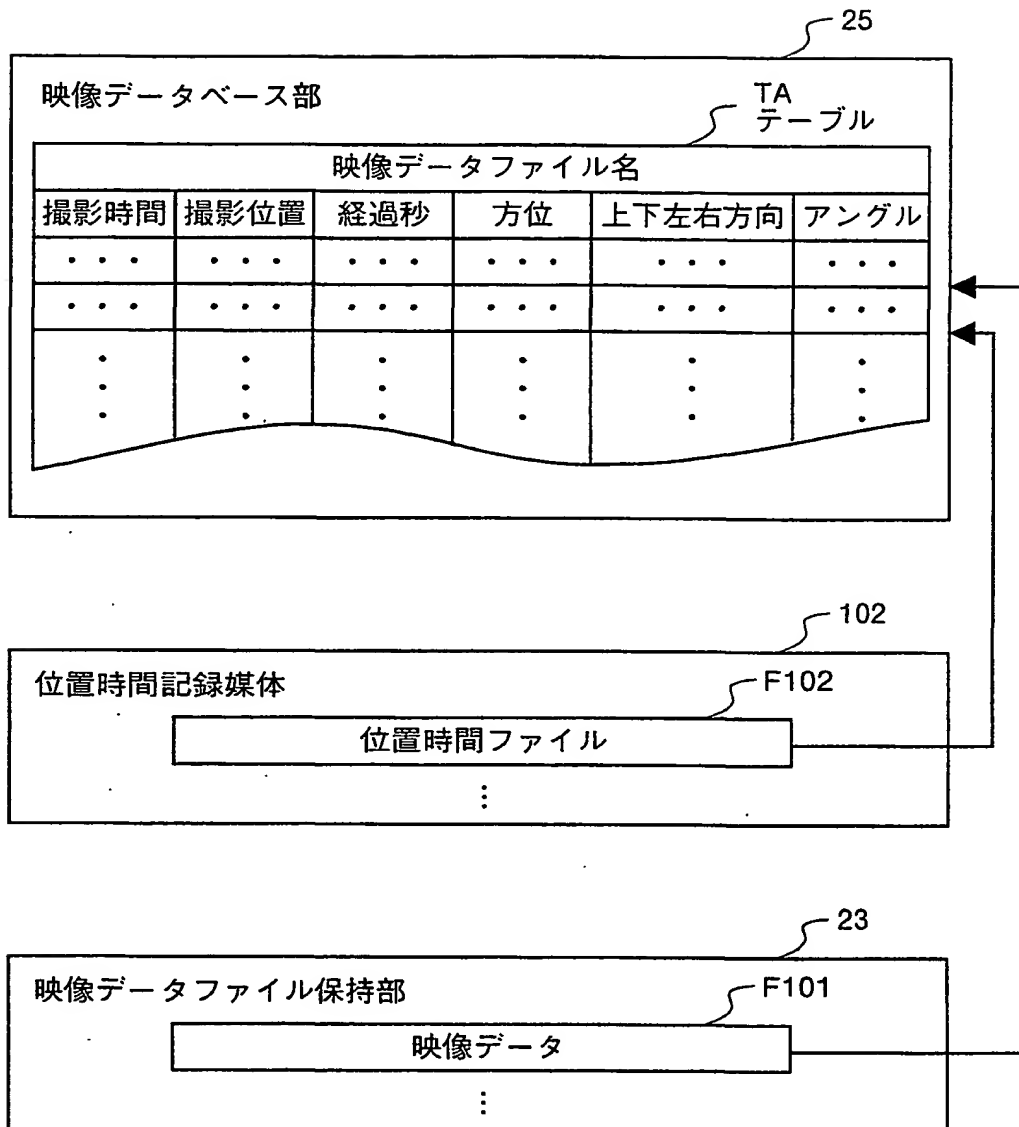 25
映像データベース部
TA
テーブル
映像データファイル名
撮影時間 撮影位置 経過秒 方位 上下左右方向 アングル
・・・ ・・・ ・・・ ・・・ ・・・ ・・・
・・・ ・・・ ・・・ ・・・ ・・・ ・・・
102
位置時間記録媒体
F102
位置時間ファイル
⋮
23
映像データファイル保持部
F101
映像データ
⋮